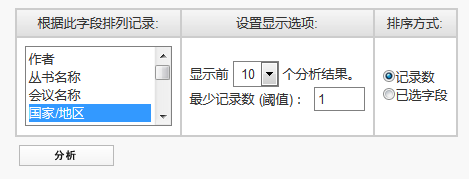 根据此字段排列记录:
设置显示选项:
排序方式:
作者
丛书名称
会议名称
国家/地区
显示前 10 个分析结果。
最少记录数 (阈值)： 1
记录数
已选字段
分析